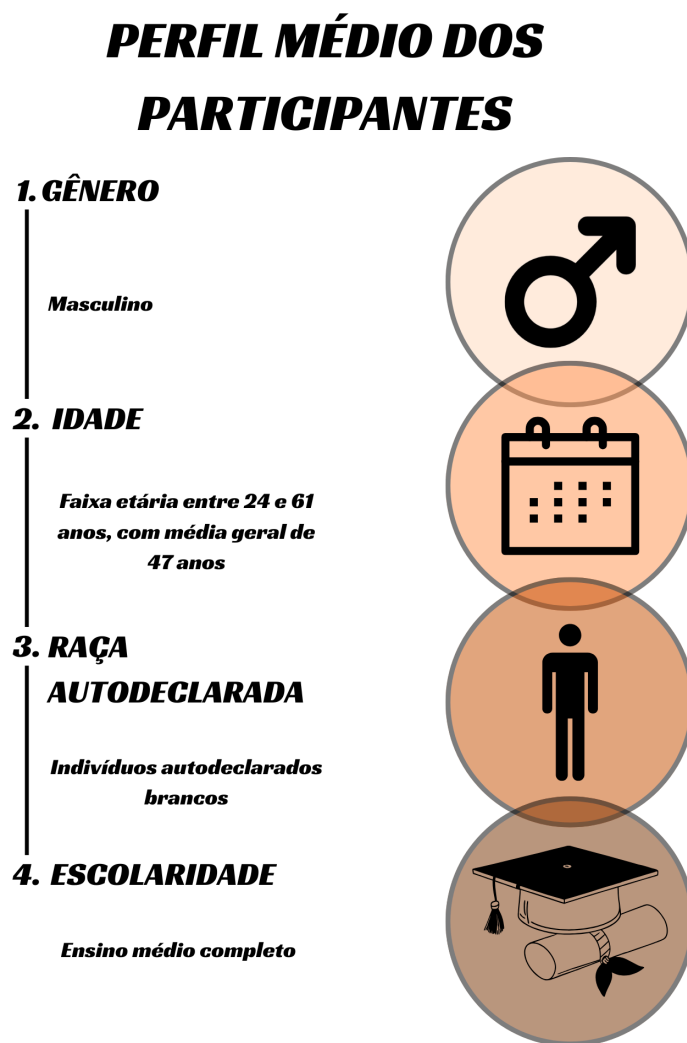 PERFIL MÉDIO DOS
PARTICIPANTES
1. GÊNERO
Masculino
2. IDADE
Faixa etária entre 24 e 61
anos, com média geral de
47 anos
3. RAÇA
AUTODECLARADA
Indivíduos autodeclarados
brancos
4. ESCOLARIDADE
Ensino médio completo